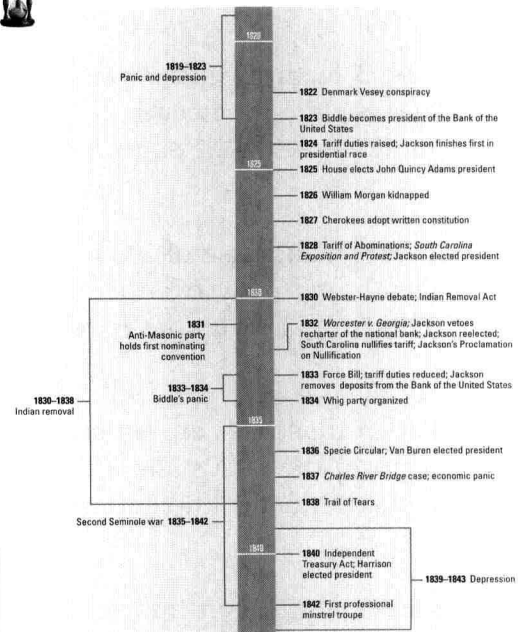 1820
1819–1823
Panic and depression
1822 Denmark Vesey conspiracy
1823 Biddle becomes president of the Bank of the
United States
1824 Tariff duties raised; Jackson finishes first in
presidential race
1825
1825 House elects John Quincy Adams president
1826 William Morgan kidnapped
1827 Cherokees adopt written constitution
1828 Tariff of Abominations; South Carolina
Exposition and Protest; Jackson elected president
1830
1830 Webster-Hayne debate; Indian Removal Act
1831
Anti-Masonic party
holds first nominating
convention
1832 Worcester v. Georgia; Jackson vetoes
recharter of the national bank; Jackson reelected;
South Carolina nullifies tariff; Jackson's Proclamation
on Nullification
1833 Force Bill; tariff duties reduced; Jackson
removes deposits from the Bank of the United States
1833–1834
Biddle's panic
1834 Whig party organized
1830–1838
Indian removal
1835
1836 Specie Circular; Van Buren elected president
1837 Charles River Bridge case; economic panic
1838 Trail of Tears
Second Seminole war 1835–1842
1840
1840 Independent
Treasury Act; Harrison
elected president
1839–1843 Depression
1842 First professional
minstrel troupe